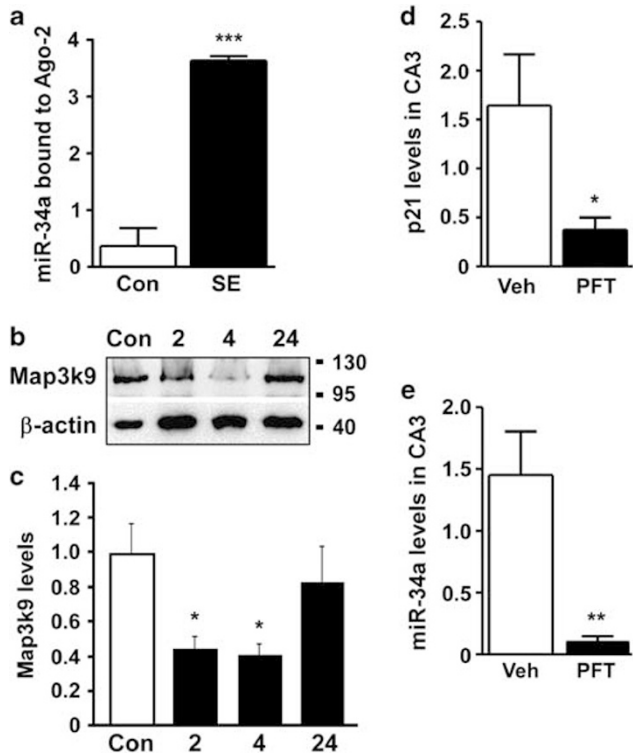 a
miR-34a bound to Ago-2
4
3
2
1
0
***
Con SE
b
Con 2 4 24
Map3k9
130
95
β-actin
40
c
Map3k9 levels
1.4
1.2
1.0
0.8
0.6
0.4
0.2
0
* *
Con 2 4 24
d
p21 levels in CA3
2.5
2.0
1.5
1.0
0.5
0
*
Veh PFT
e
miR-34a levels in CA3
2.0
1.5
1.0
0.5
0
**
Veh PFT